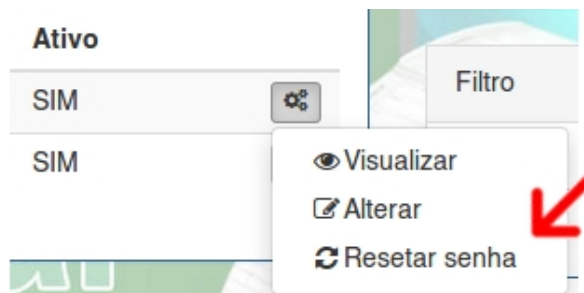 Ativo
SIM
Filtro
SIM
Visualizar
Alterar
Resetar senha